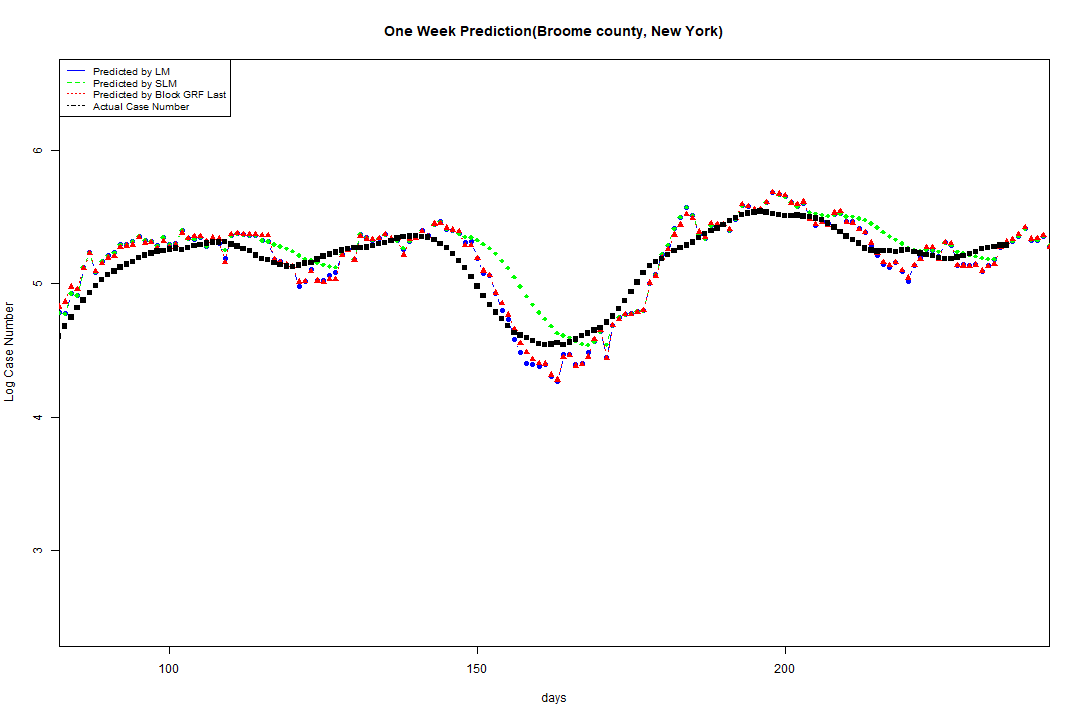 One Week Prediction(Broome county, New York)
Predicted by LM
Predicted by SLM
Predicted by Block GRF Last
Actual Case Number
6
5
4
3
Log Case Number
100 150 200
days